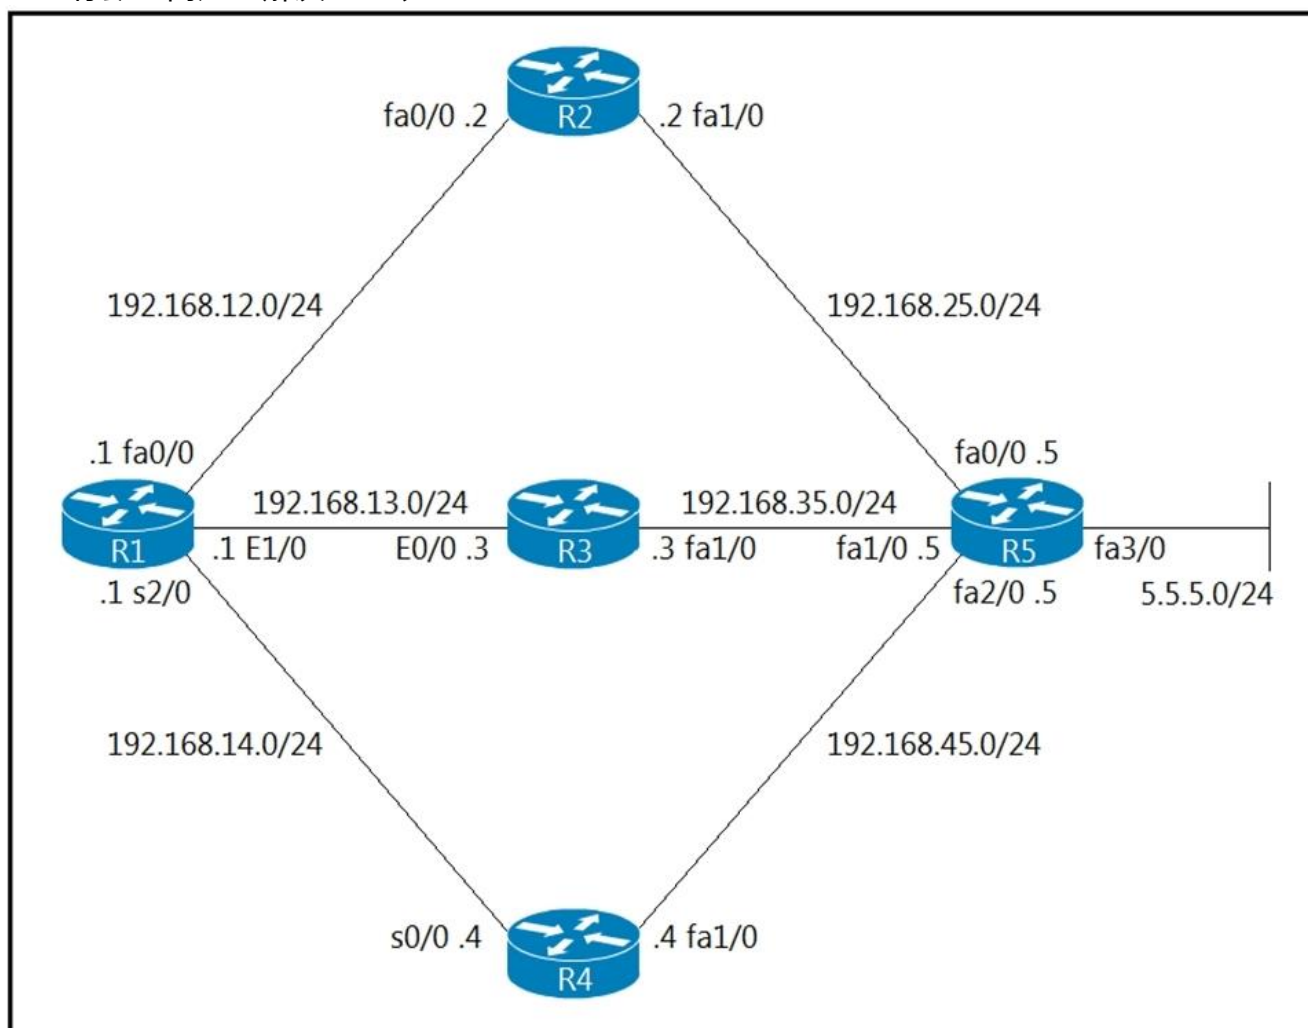 R2
fa0/0 .2
.2 fa1/0
192.168.12.0/24
192.168.25.0/24
.1 fa0/0
fa0/0 .5
192.168.13.0/24
192.168.35.0/24
R1
.1 E1/0
E0/0 .3
R3
.3 fa1/0
fa1/0 .5
R5
fa3/0
.1 s2/0
fa2/0 .5
5.5.5.0/24
192.168.14.0/24
192.168.45.0/24
s0/0 .4
.4 fa1/0
R4